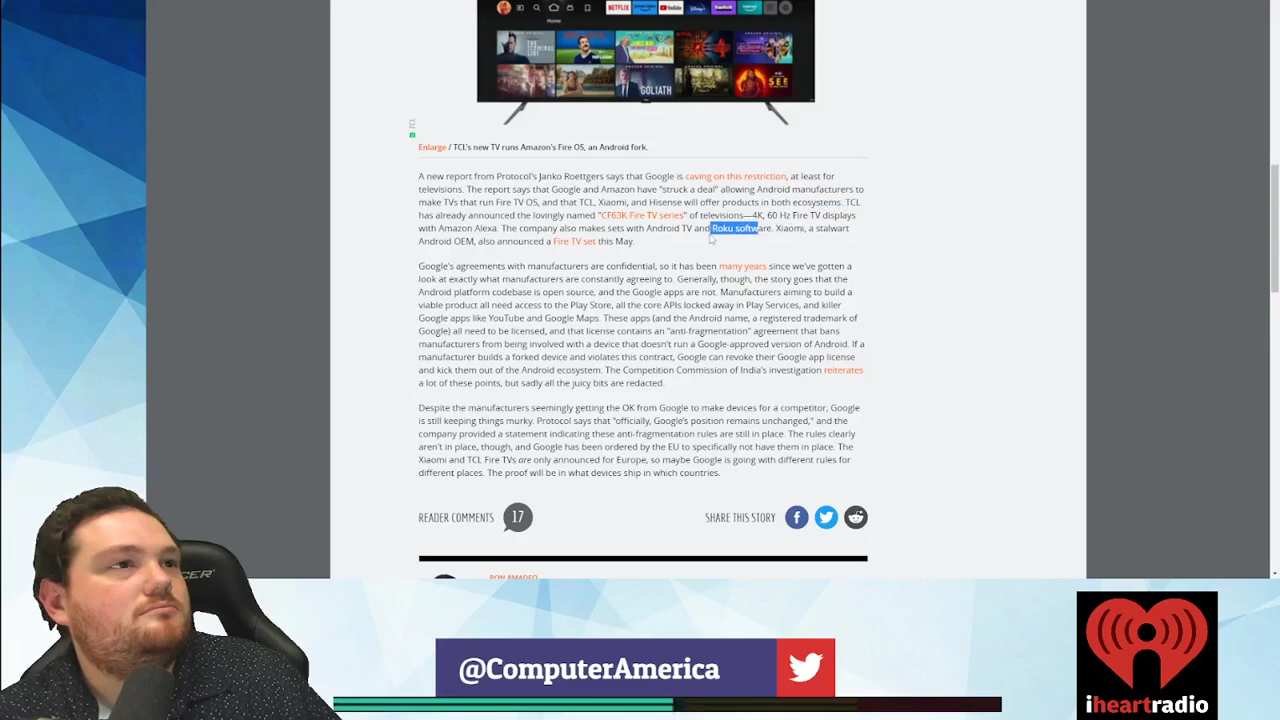 NETFLIX
YouTube
Home
GOLIATH
SEE
TCL
Enlarge / TCL's new TV runs Amazon's Fire OS, an Android fork.
A new report from Protocol's Janko Roettgers says that Google is caving on this restriction, at least for
televisions. The report says that Google and Amazon have "struck a deal" allowing Android manufacturers to
make TVs that run Fire TV OS, and that TCL, Xiaomi, and Hisense will offer products in both ecosystems. TCL
has already announced the lovingly named "CF63K Fire TV series" of televisions—4K, 60 Hz Fire TV displays
with Amazon Alexa. The company also makes sets with Android TV and Roku software. Xiaomi, a stalwart
Android OEM, also announced a Fire TV set this May.
Google's agreements with manufacturers are confidential, so it has been many years since we've gotten a
look at exactly what manufacturers are constantly agreeing to. Generally, though, the story goes that the
Android platform codebase is open source, and the Google apps are not. Manufacturers aiming to build a
viable product all need access to the Play Store, all the core APIs locked away in Play Services, and killer
Google apps like YouTube and Google Maps. These apps (and the Android name, a registered trademark of
Google) all need to be licensed, and that license contains an "anti-fragmentation" agreement that bans
manufacturers from being involved with a device that doesn't run a Google-approved version of Android. If a
manufacturer builds a forked device and violates this contract, Google can revoke their Google app license
and kick them out of the Android ecosystem. The Competition Commission of India's investigation reiterates
a lot of these points, but sadly all the juicy bits are redacted.
Despite the manufacturers seemingly getting the OK from Google to make devices for a competitor, Google
is still keeping things murky. Protocol says that "officially, Google's position remains unchanged," and the
company provided a statement indicating these anti-fragmentation rules are still in place. The rules clearly
aren't in place, though, and Google has been ordered by the EU to specifically not have them in place. The
Xiaomi and TCL Fire TVs are only announced for Europe, so maybe Google is going with different rules for
different places. The proof will be in what devices ship in which countries.
READER COMMENTS 17 SHARE THIS STORY
RON AMADEO
@ComputerAmerica
iheartradio